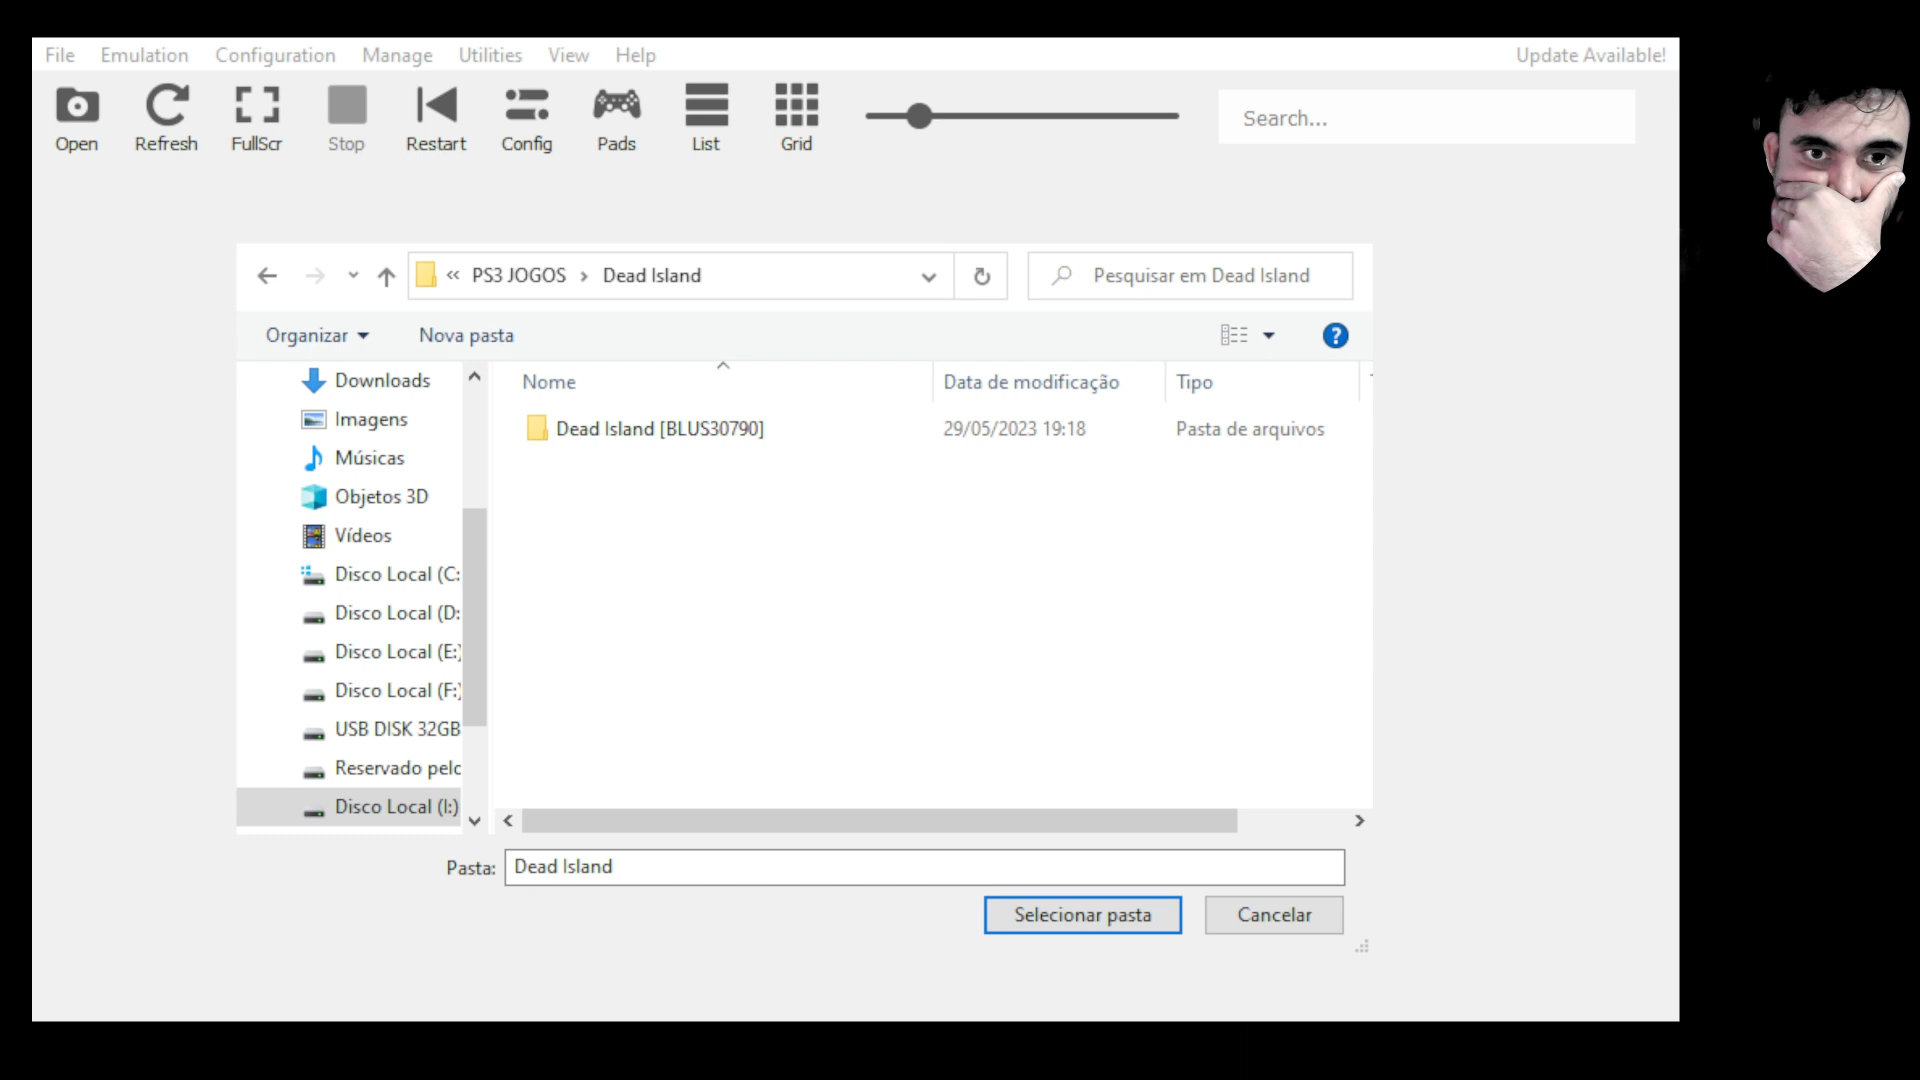 File Emulation Configuration Manage Utilities View Help Update Available!
Open Refresh FullScr Stop Restart Config Pads List Grid Search...
« PS3 JOGOS > Dead Island Pesquisar em Dead Island
Organizar Nova pasta ?
Nome Data de modificação Tipo
Downloads
Dead Island [BLUS30790] 29/05/2023 19:18 Pasta de arquivos
Imagens
Músicas
Objetos 3D
Vídeos
Disco Local (C:
Disco Local (D:
Disco Local (E:)
Disco Local (F:)
USB DISK 32GB
Reservado pelo
Disco Local (I:)
Pasta: Dead Island
Selecionar pasta Cancelar